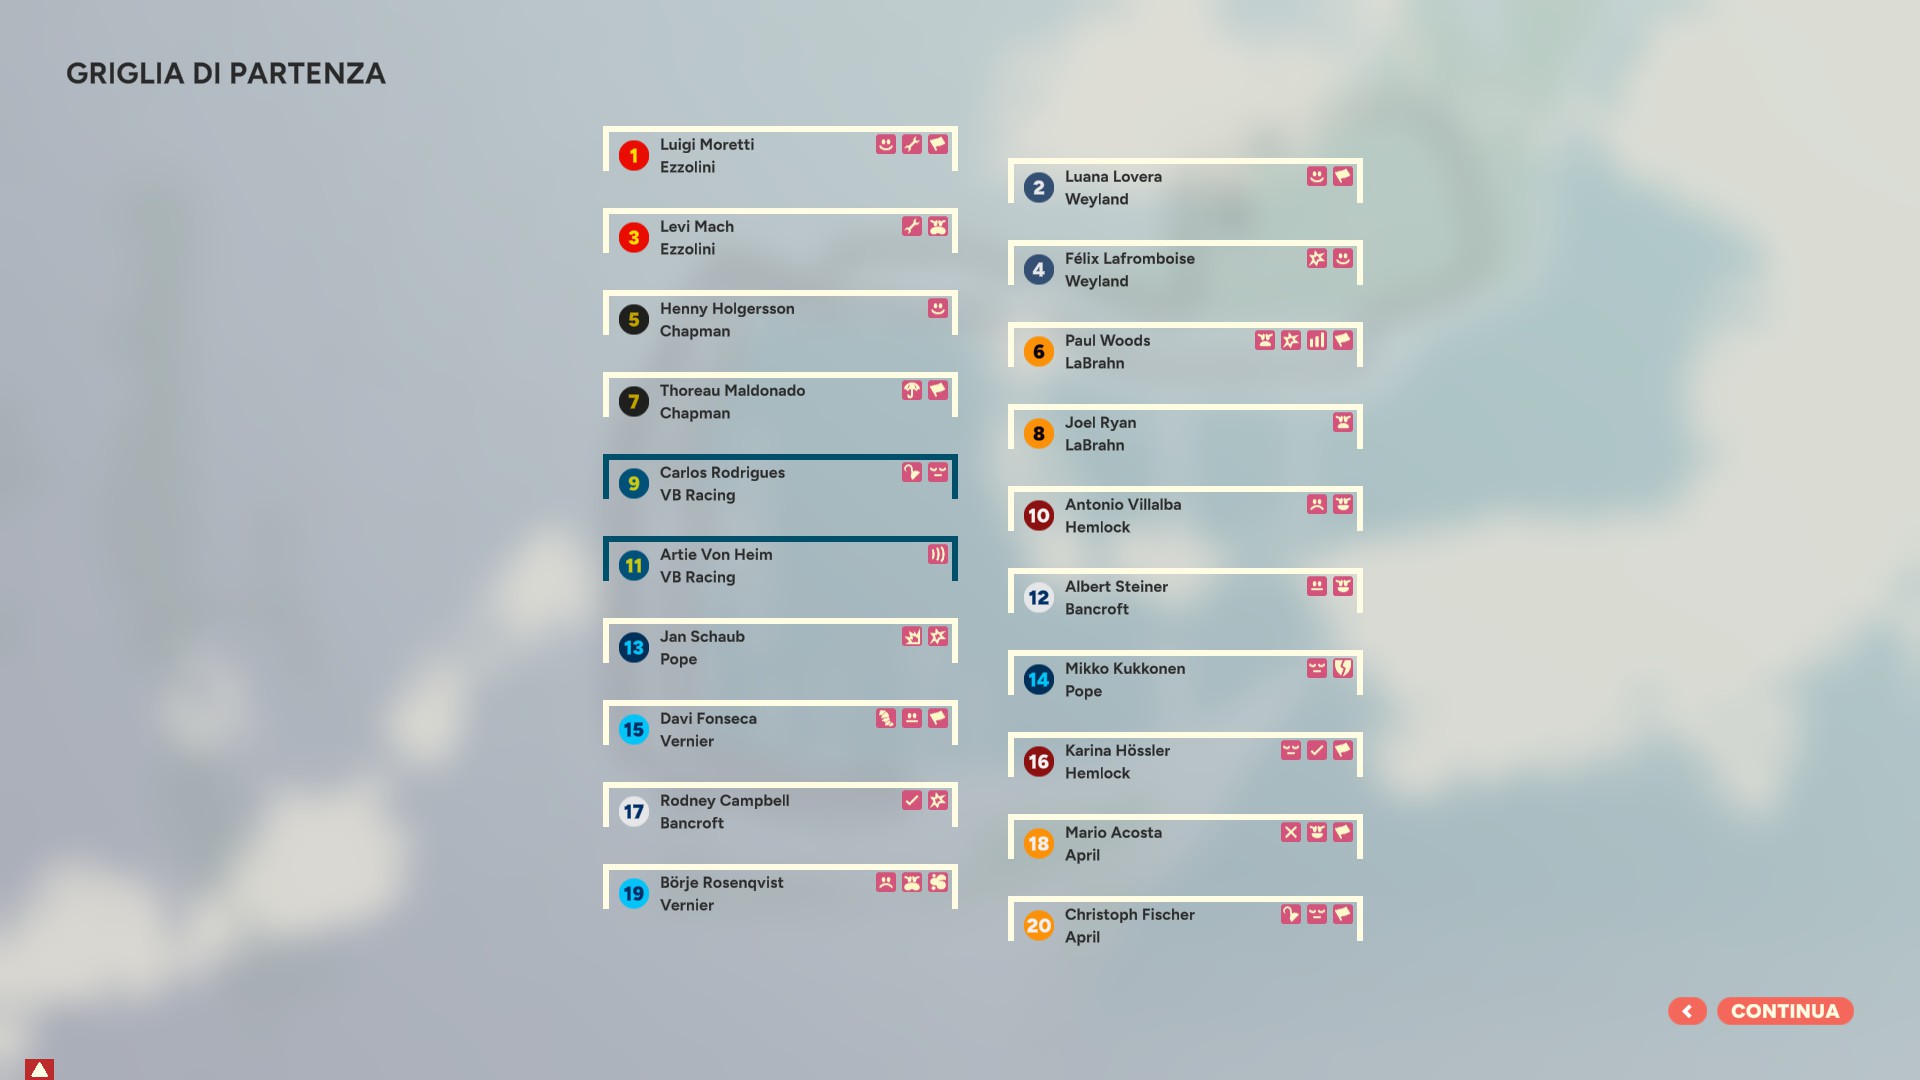 GRIGLIA DI PARTENZA
1
Luigi Moretti
Ezzolini
2
Luana Lovera
Weyland
3
Levi Mach
Ezzolini
4
Félix Lafromboise
Weyland
5
Henny Holgersson
Chapman
6
Paul Woods
LaBrahn
7
Thoreau Maldonado
Chapman
8
Joel Ryan
LaBrahn
9
Carlos Rodrigues
VB Racing
10
Antonio Villalba
Hemlock
11
Artie Von Heim
VB Racing
12
Albert Steiner
Bancroft
13
Jan Schaub
Pope
14
Mikko Kukkonen
Pope
15
Davi Fonseca
Vernier
16
Karina Hössler
Hemlock
17
Rodney Campbell
Bancroft
18
Mario Acosta
April
19
Börje Rosenqvist
Vernier
20
Christoph Fischer
April
CONTINUA